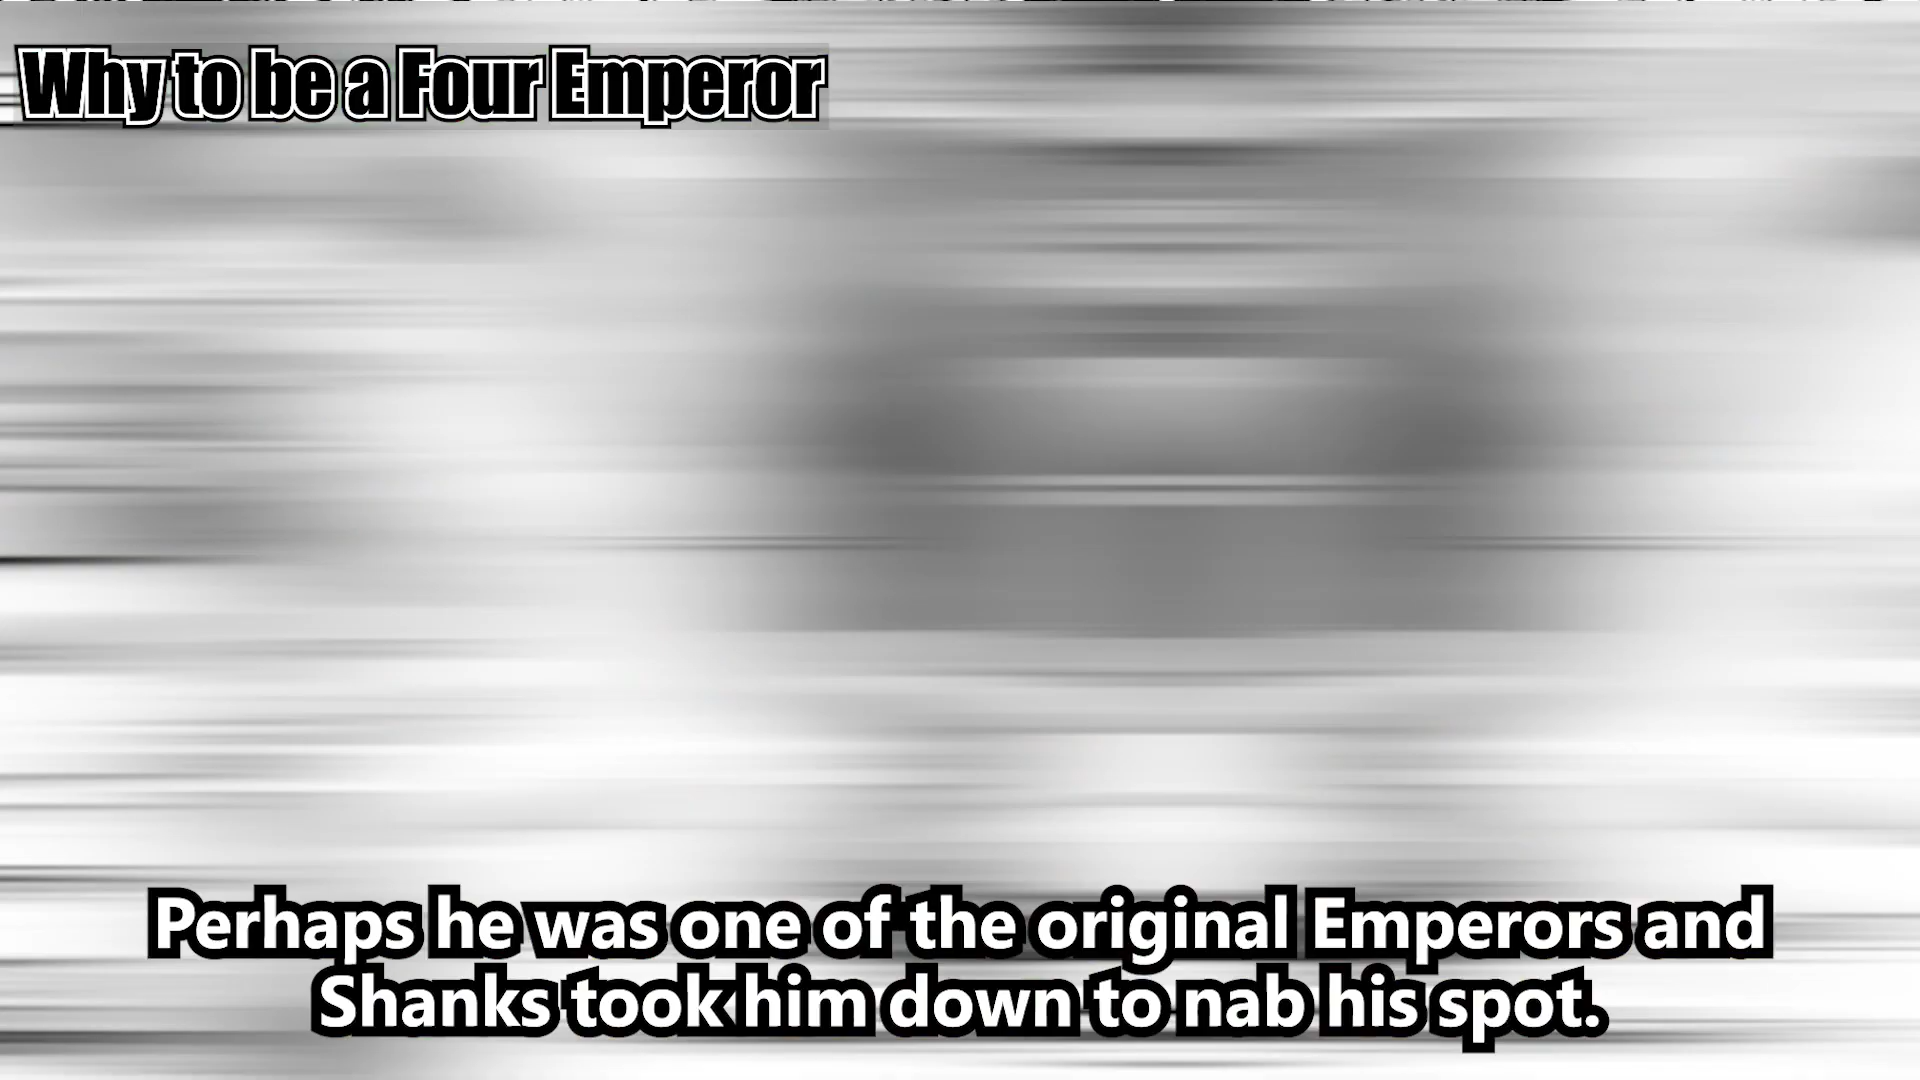 Why to be a Four Emperor
Perhaps he was one of the original Emperors and
Shanks took him down to nab his spot.